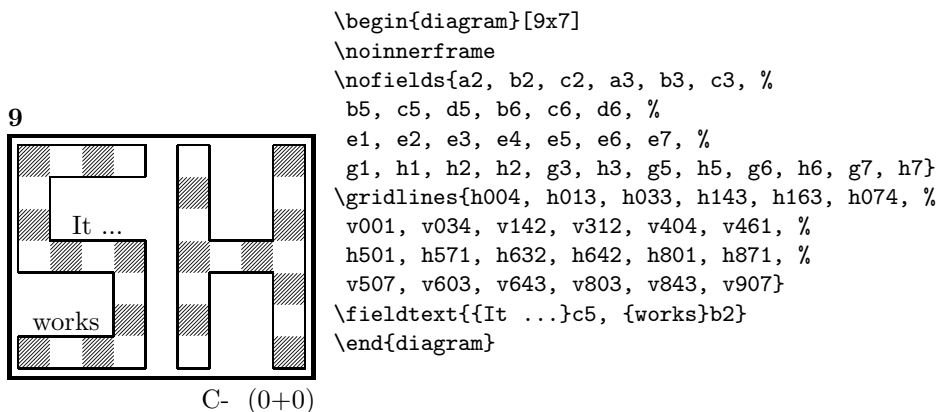 9
It ...
works
C- (0+0)
\begin{diagram}[9x7]
\noinnerframe
\nofields{a2, b2, c2, a3, b3, c3, %
b5, c5, d5, b6, c6, d6, %
e1, e2, e3, e4, e5, e6, e7, %
g1, h1, h2, h2, g3, h3, g5, h5, g6, h6, g7, h7}
\gridlines{h004, h013, h033, h143, h163, h074, %
v001, v034, v142, v312, v404, v461, %
h501, h571, h632, h642, h801, h871, %
v507, v603, v643, v803, v843, v907}
\fieldtext{{It ...}c5, {works}b2}
\end{diagram}